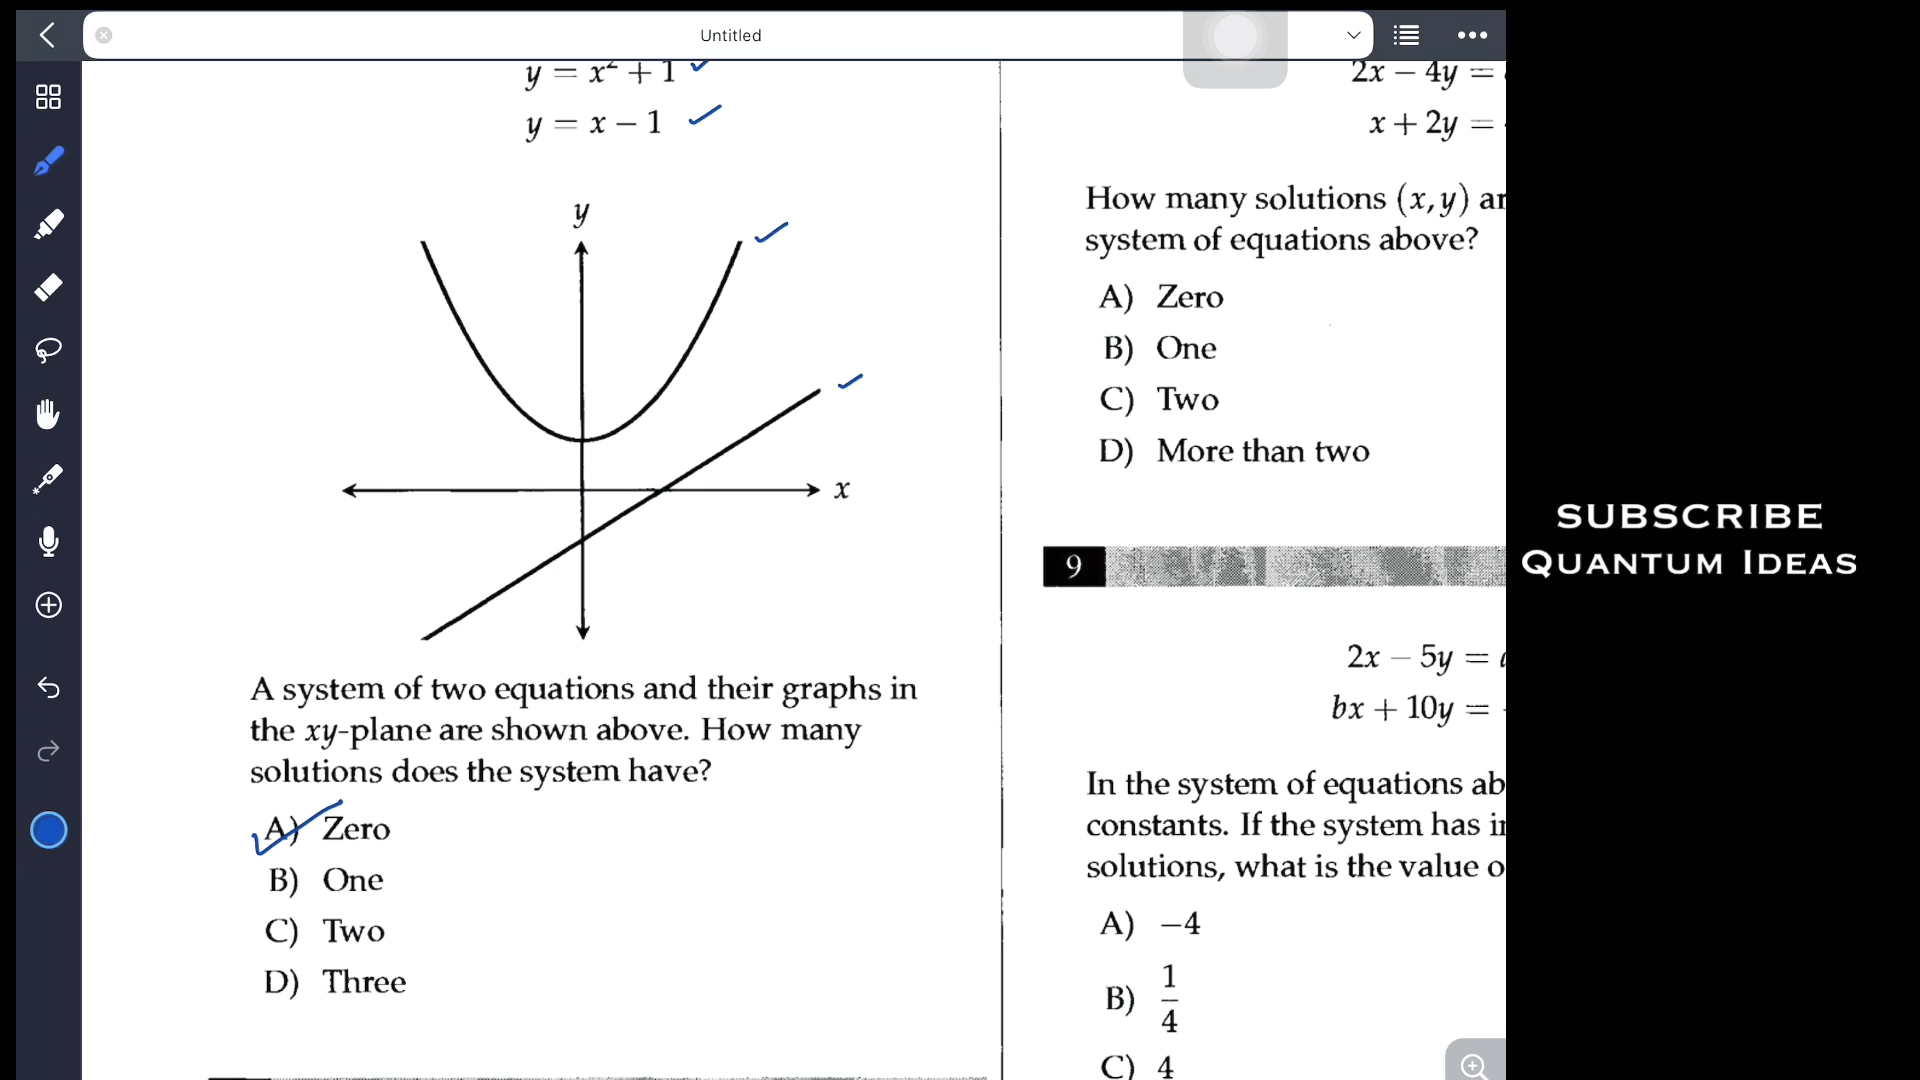 Untitled
y = x² + 1
y = x − 1
y
x
A system of two equations and their graphs in
the xy-plane are shown above. How many
solutions does the system have?
A) Zero
B) One
C) Two
D) Three
2x − 4y =
x + 2y =
How many solutions (x, y)
system of equations above?
A) Zero
B) One
C) Two
D) More than two
9
2x − 5y =
bx + 10y =
In the system of equations
constants. If the system has
solutions, what is the value
A) −4
B) 1/4
C) 4
SUBSCRIBE
QUANTUM IDEAS